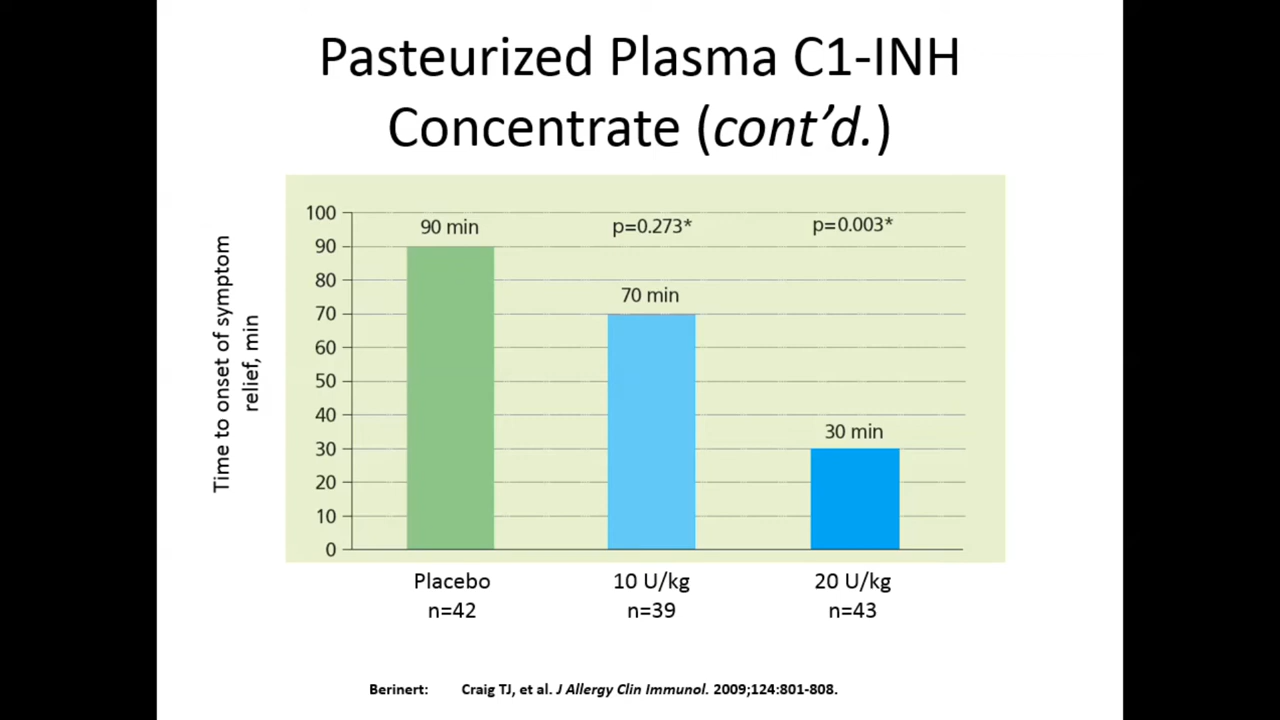 Pasteurized Plasma C1-INH
Concentrate (cont'd.)
Time to onset of symptom
relief, min
100
90
80
70
60
50
40
30
20
10
0
90 min
p=0.273*
p=0.003*
70 min
30 min
Placebo
n=42
10 U/kg
n=39
20 U/kg
n=43
Berinert: Craig TJ, et al. J Allergy Clin Immunol. 2009;124:801-808.